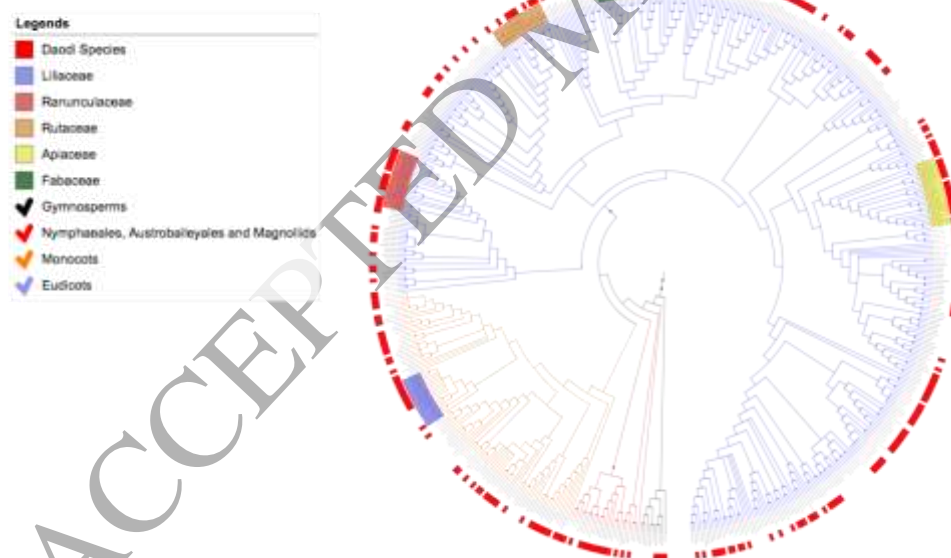 Legends
Daodi Species
Liliaceae
Ranunculaceae
Rutaceae
Apiaceae
Fabaceae
Gymnosperms
Nymphaeales, Austrobaileyales and Magnoliids
Monocots
Eudicots
ACCEPTED M